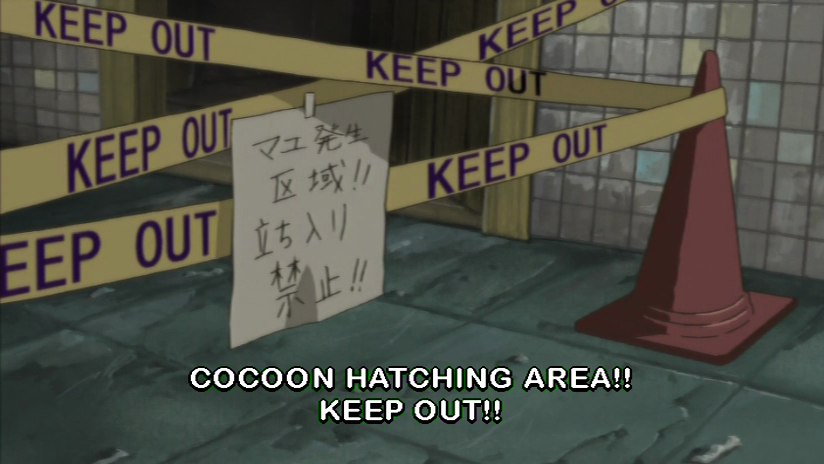 KEEP OUT
KEEP OUT
KEEP OUT
KEEP OUT
KEEP OUT
EEP OUT
マユ発生
区域!!
立ち入り
禁止!!
COCOON HATCHING AREA!!
KEEP OUT!!